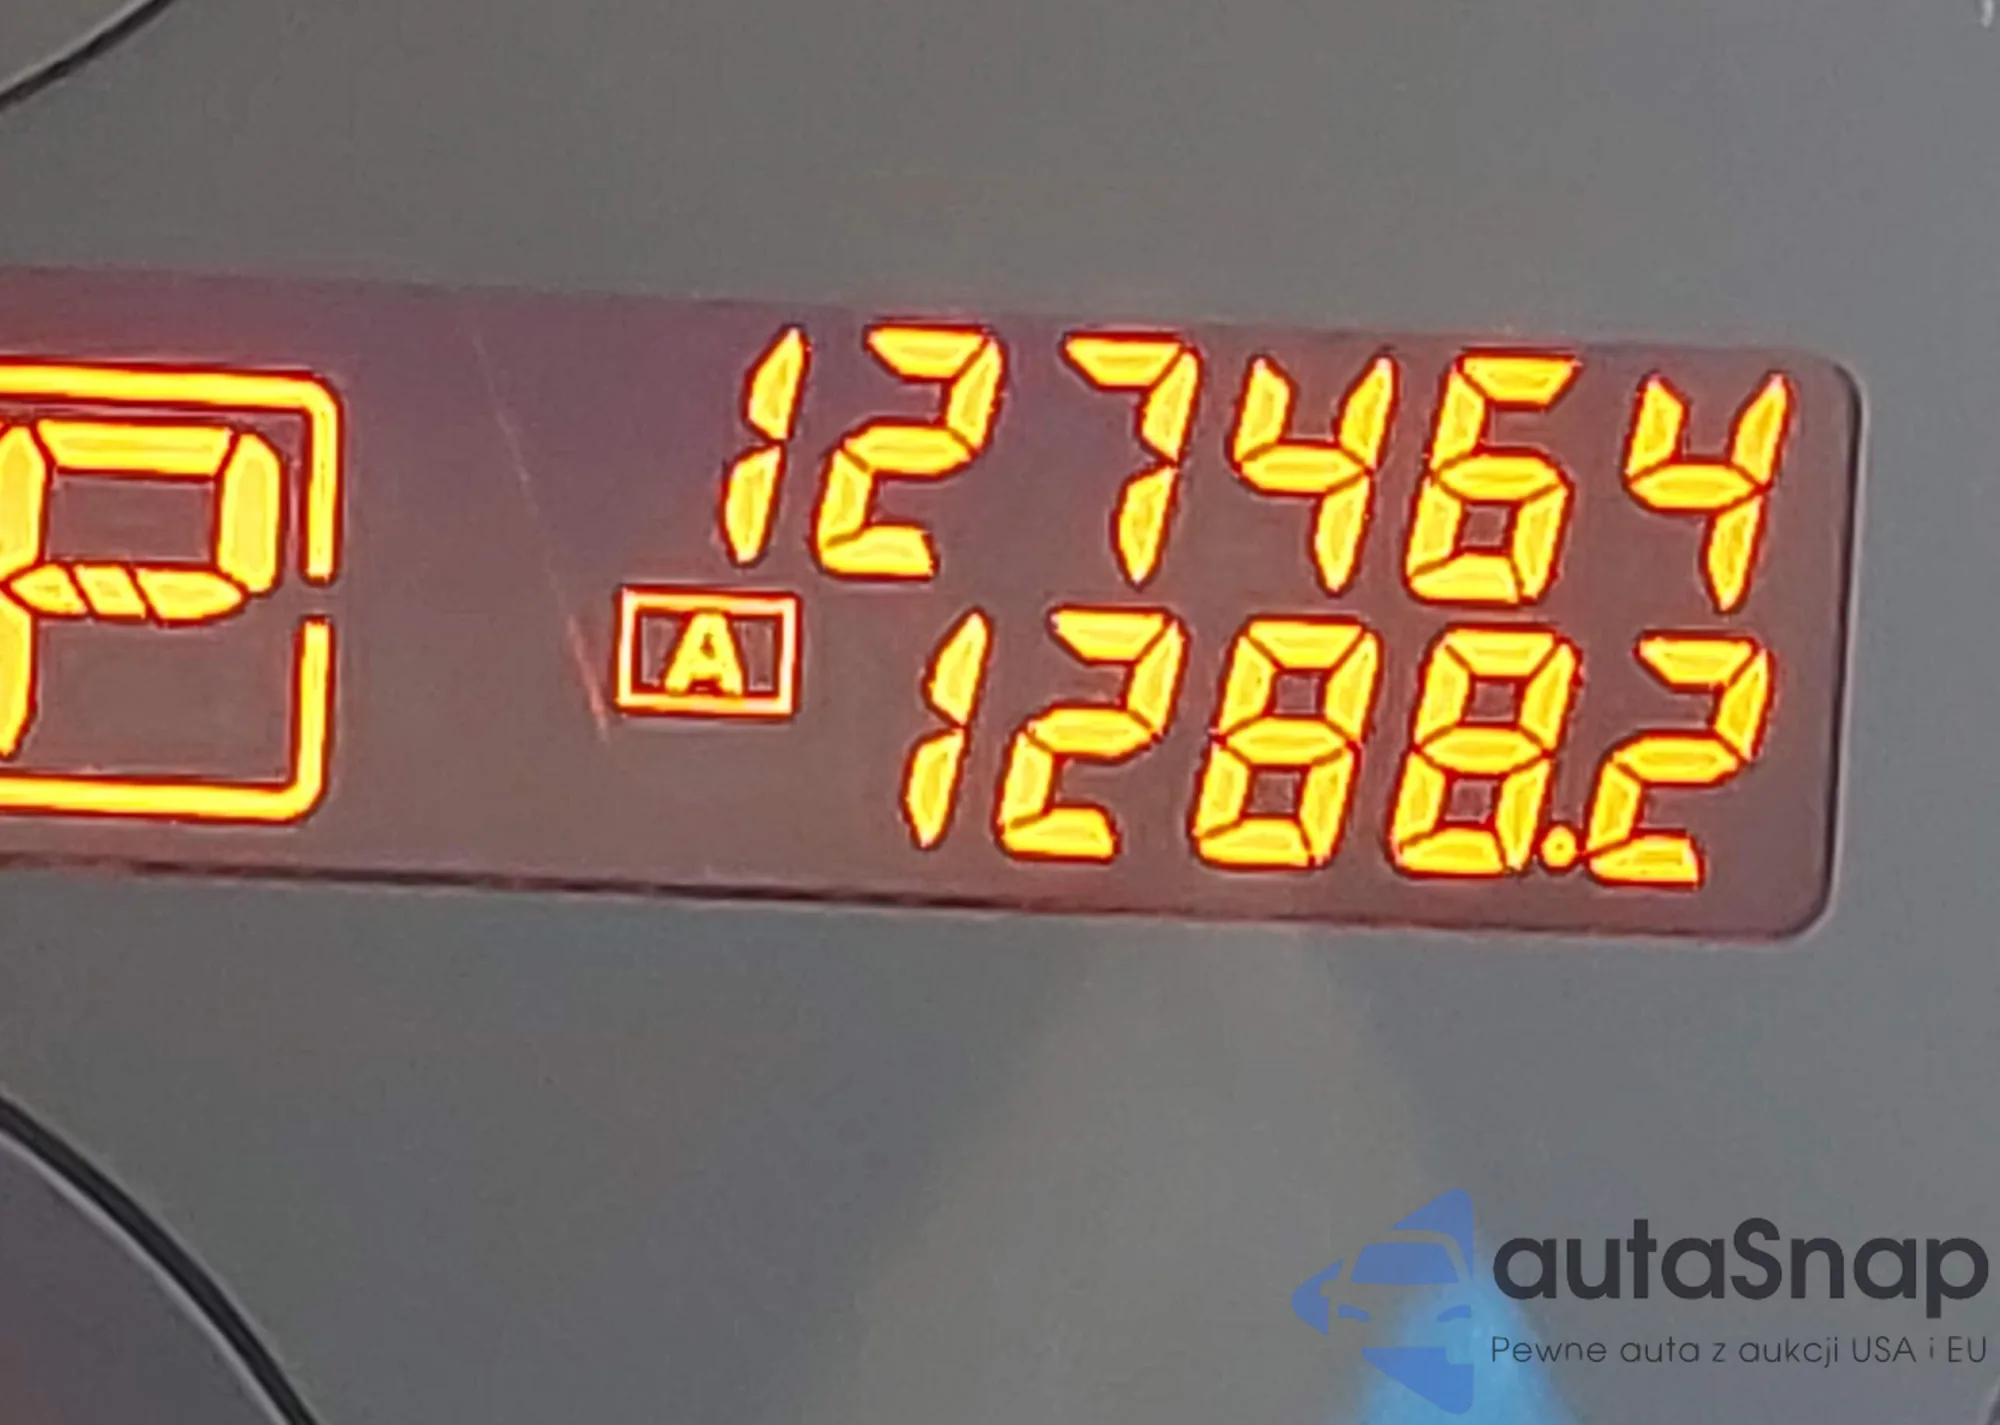 127464
P
A 1288.2
autaSnap
Pewne auta z aukcji USA i EU